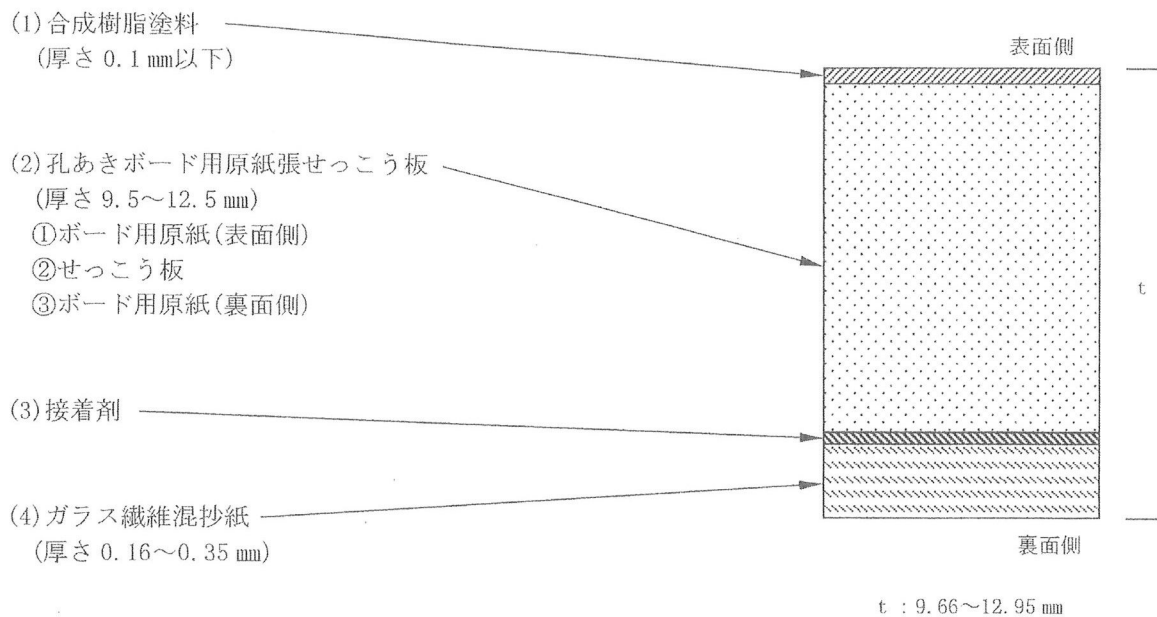 (1)合成樹脂塗料
(厚さ 0.1 ㎜以下)
表面側
(2)孔あきボード用原紙張せっこう板
(厚さ 9.5～12.5 ㎜)
①ボード用原紙(表面側)
②せっこう板
③ボード用原紙(裏面側)
t
(3)接着剤
(4)ガラス繊維混抄紙
(厚さ 0.16～0.35 ㎜)
裏面側
t : 9.66～12.95 ㎜